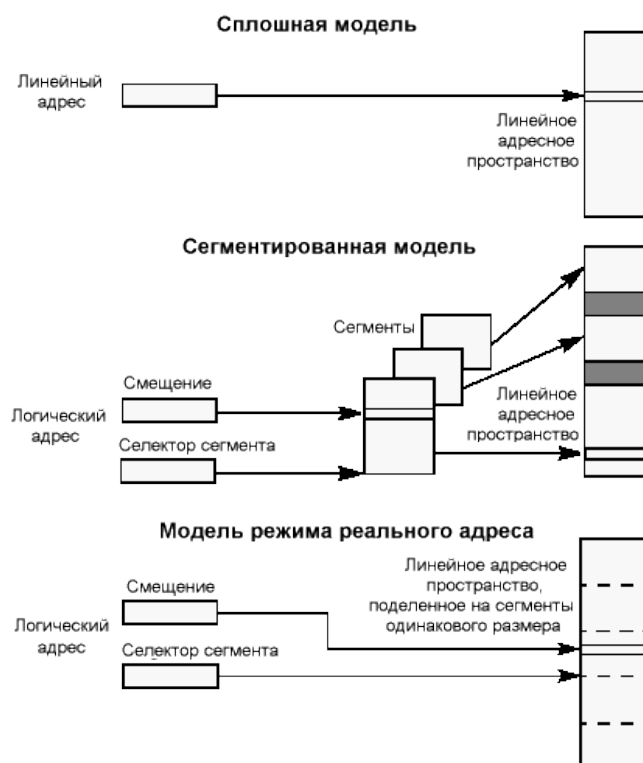 Сплошная модель
Линейный
адрес
Линейное
адресное
пространство
Сегментированная модель
Сегменты
Смещение
Логический
адрес
Селектор сегмента
Линейное
адресное
пространство
Модель режима реального адреса
Смещение
Логический
адрес
Селектор сегмента
Линейное адресное
пространство,
поделенное на сегменты
одинакового размера